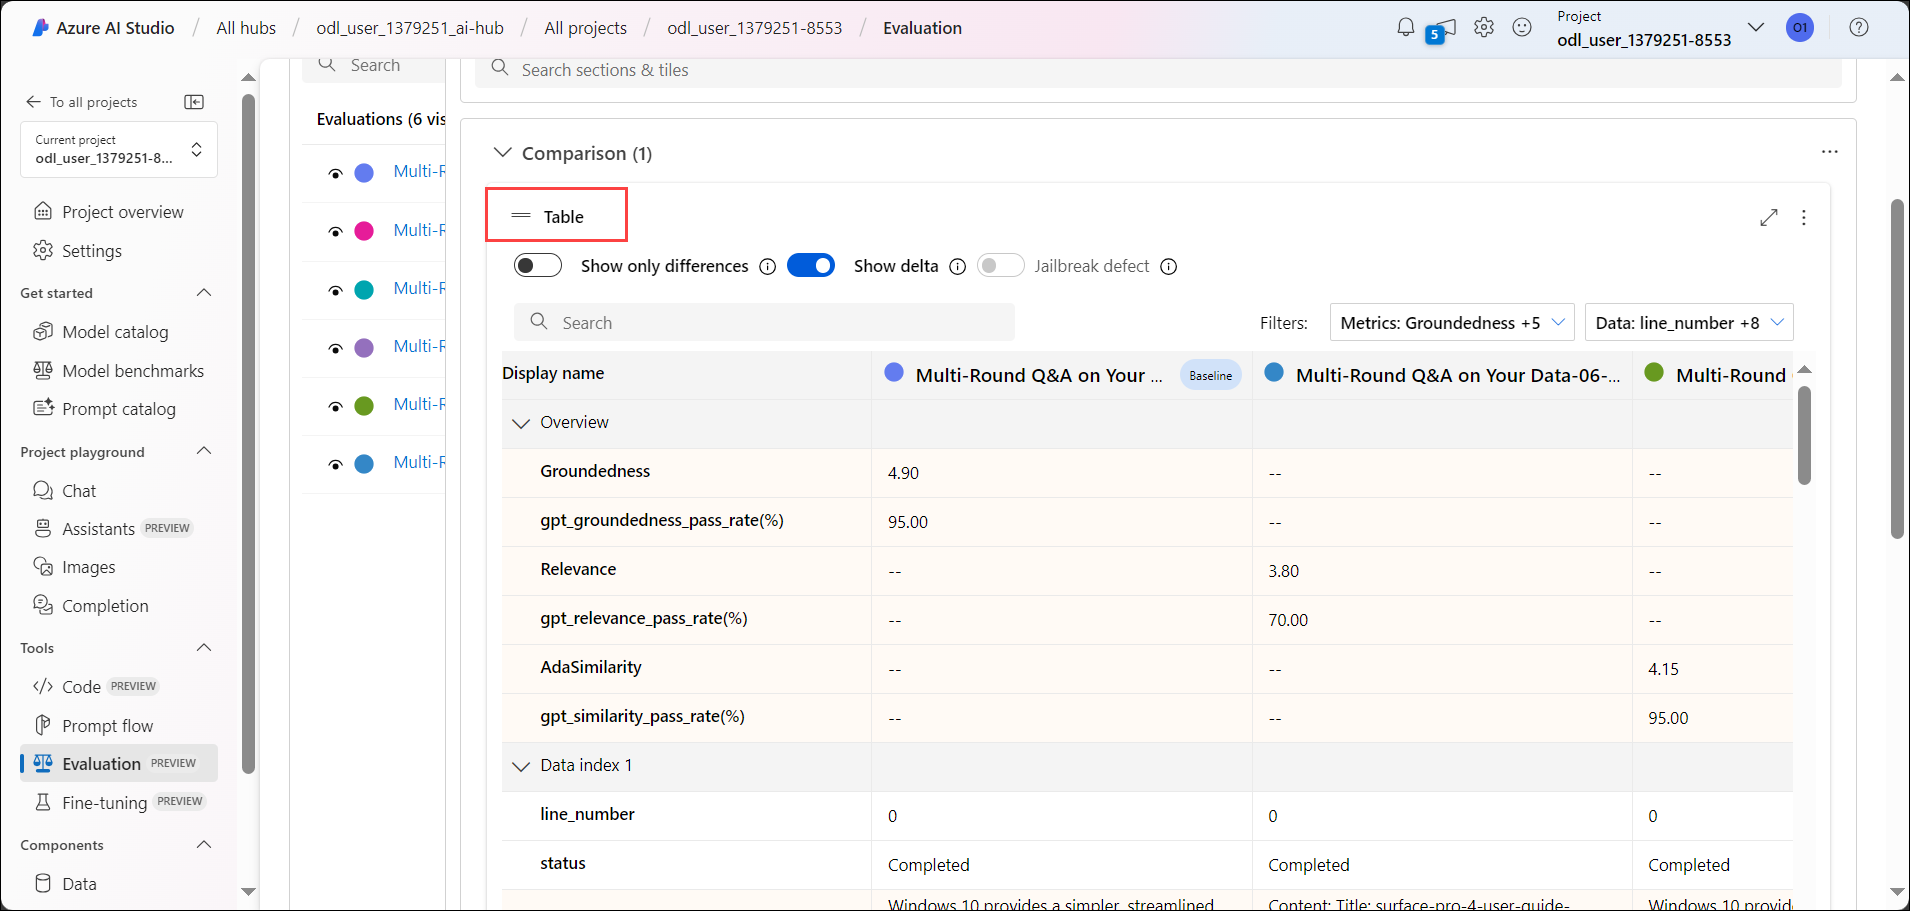 Azure AI Studio / All hubs / odl_user_1379251_ai-hub / All projects / odl_user_1379251-8553 / Evaluation
5
Project
odl_user_1379251-8553
O1
To all projects
Current project
odl_user_1379251-8...
Project overview
Settings
Get started
Model catalog
Model benchmarks
Prompt catalog
Project playground
Chat
Assistants PREVIEW
Images
Completion
Tools
Code PREVIEW
Prompt flow
Evaluation PREVIEW
Fine-tuning PREVIEW
Components
Data
Search
Evaluations (6 vis
Multi-R
Multi-R
Multi-R
Multi-R
Multi-R
Multi-R
Search sections & tiles
Comparison (1)
Table
Show only differences Show delta Jailbreak defect
Search
Filters: Metrics: Groundedness +5 Data: line_number +8
Display name Multi-Round Q&A on Your ... Baseline Multi-Round Q&A on Your Data-06-... Multi-Round
Overview
Groundedness 4.90 -- --
gpt_groundedness_pass_rate(%) 95.00 -- --
Relevance -- 3.80 --
gpt_relevance_pass_rate(%) -- 70.00 --
AdaSimilarity -- -- 4.15
gpt_similarity_pass_rate(%) -- -- 95.00
Data index 1
line_number 0 0 0
status Completed Completed Completed
Windows 10 provides a simpler, streamlined Content: Title: surface-pro-4-user-guide- Windows 10 provi